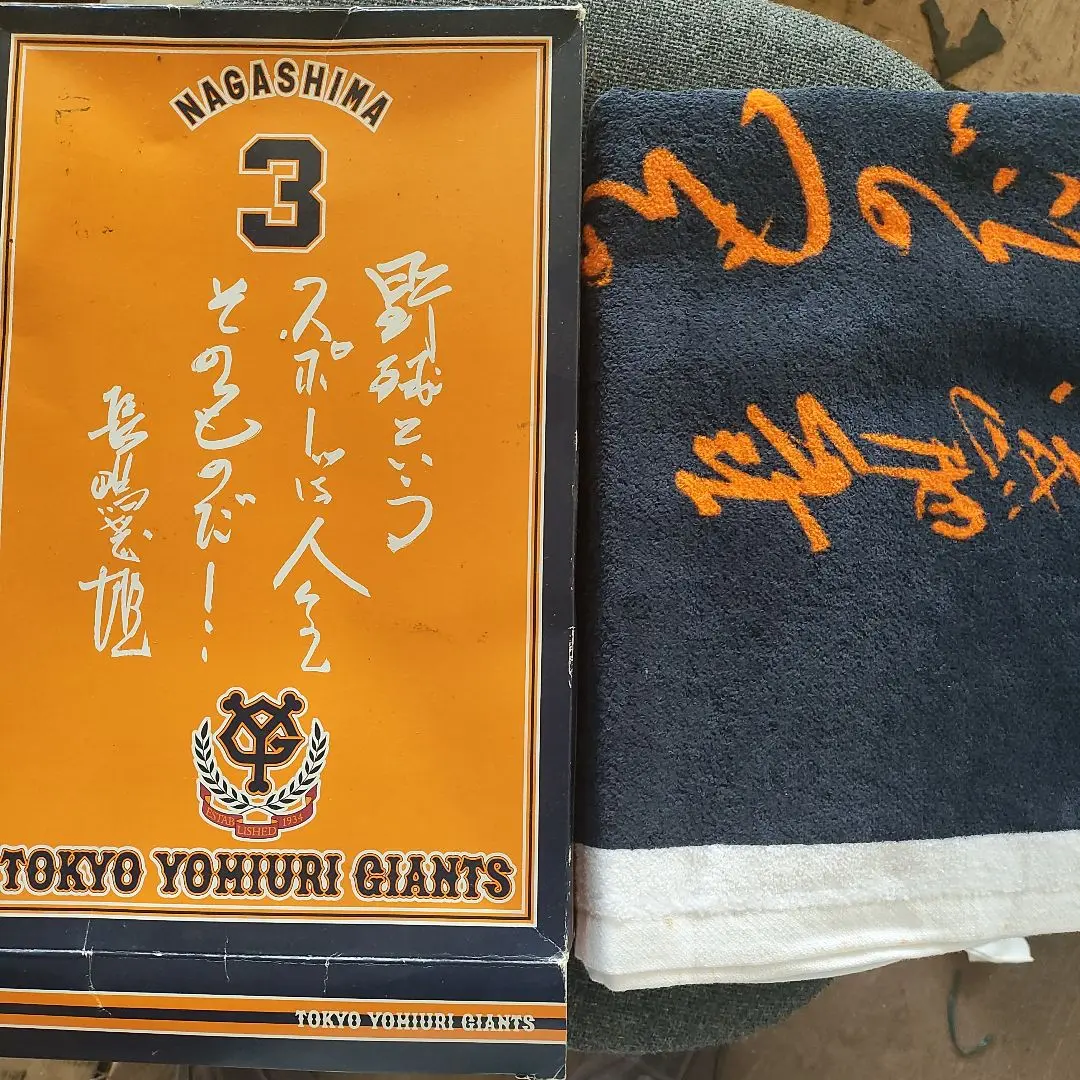 NAGASHIMA
3
野球という
スポーツは人生
そのものだ!
長嶋茂雄
YG
ESTABLISHED 1934
TOKYO YOMIURI GIANTS
TOKYO YOMIURI GIANTS